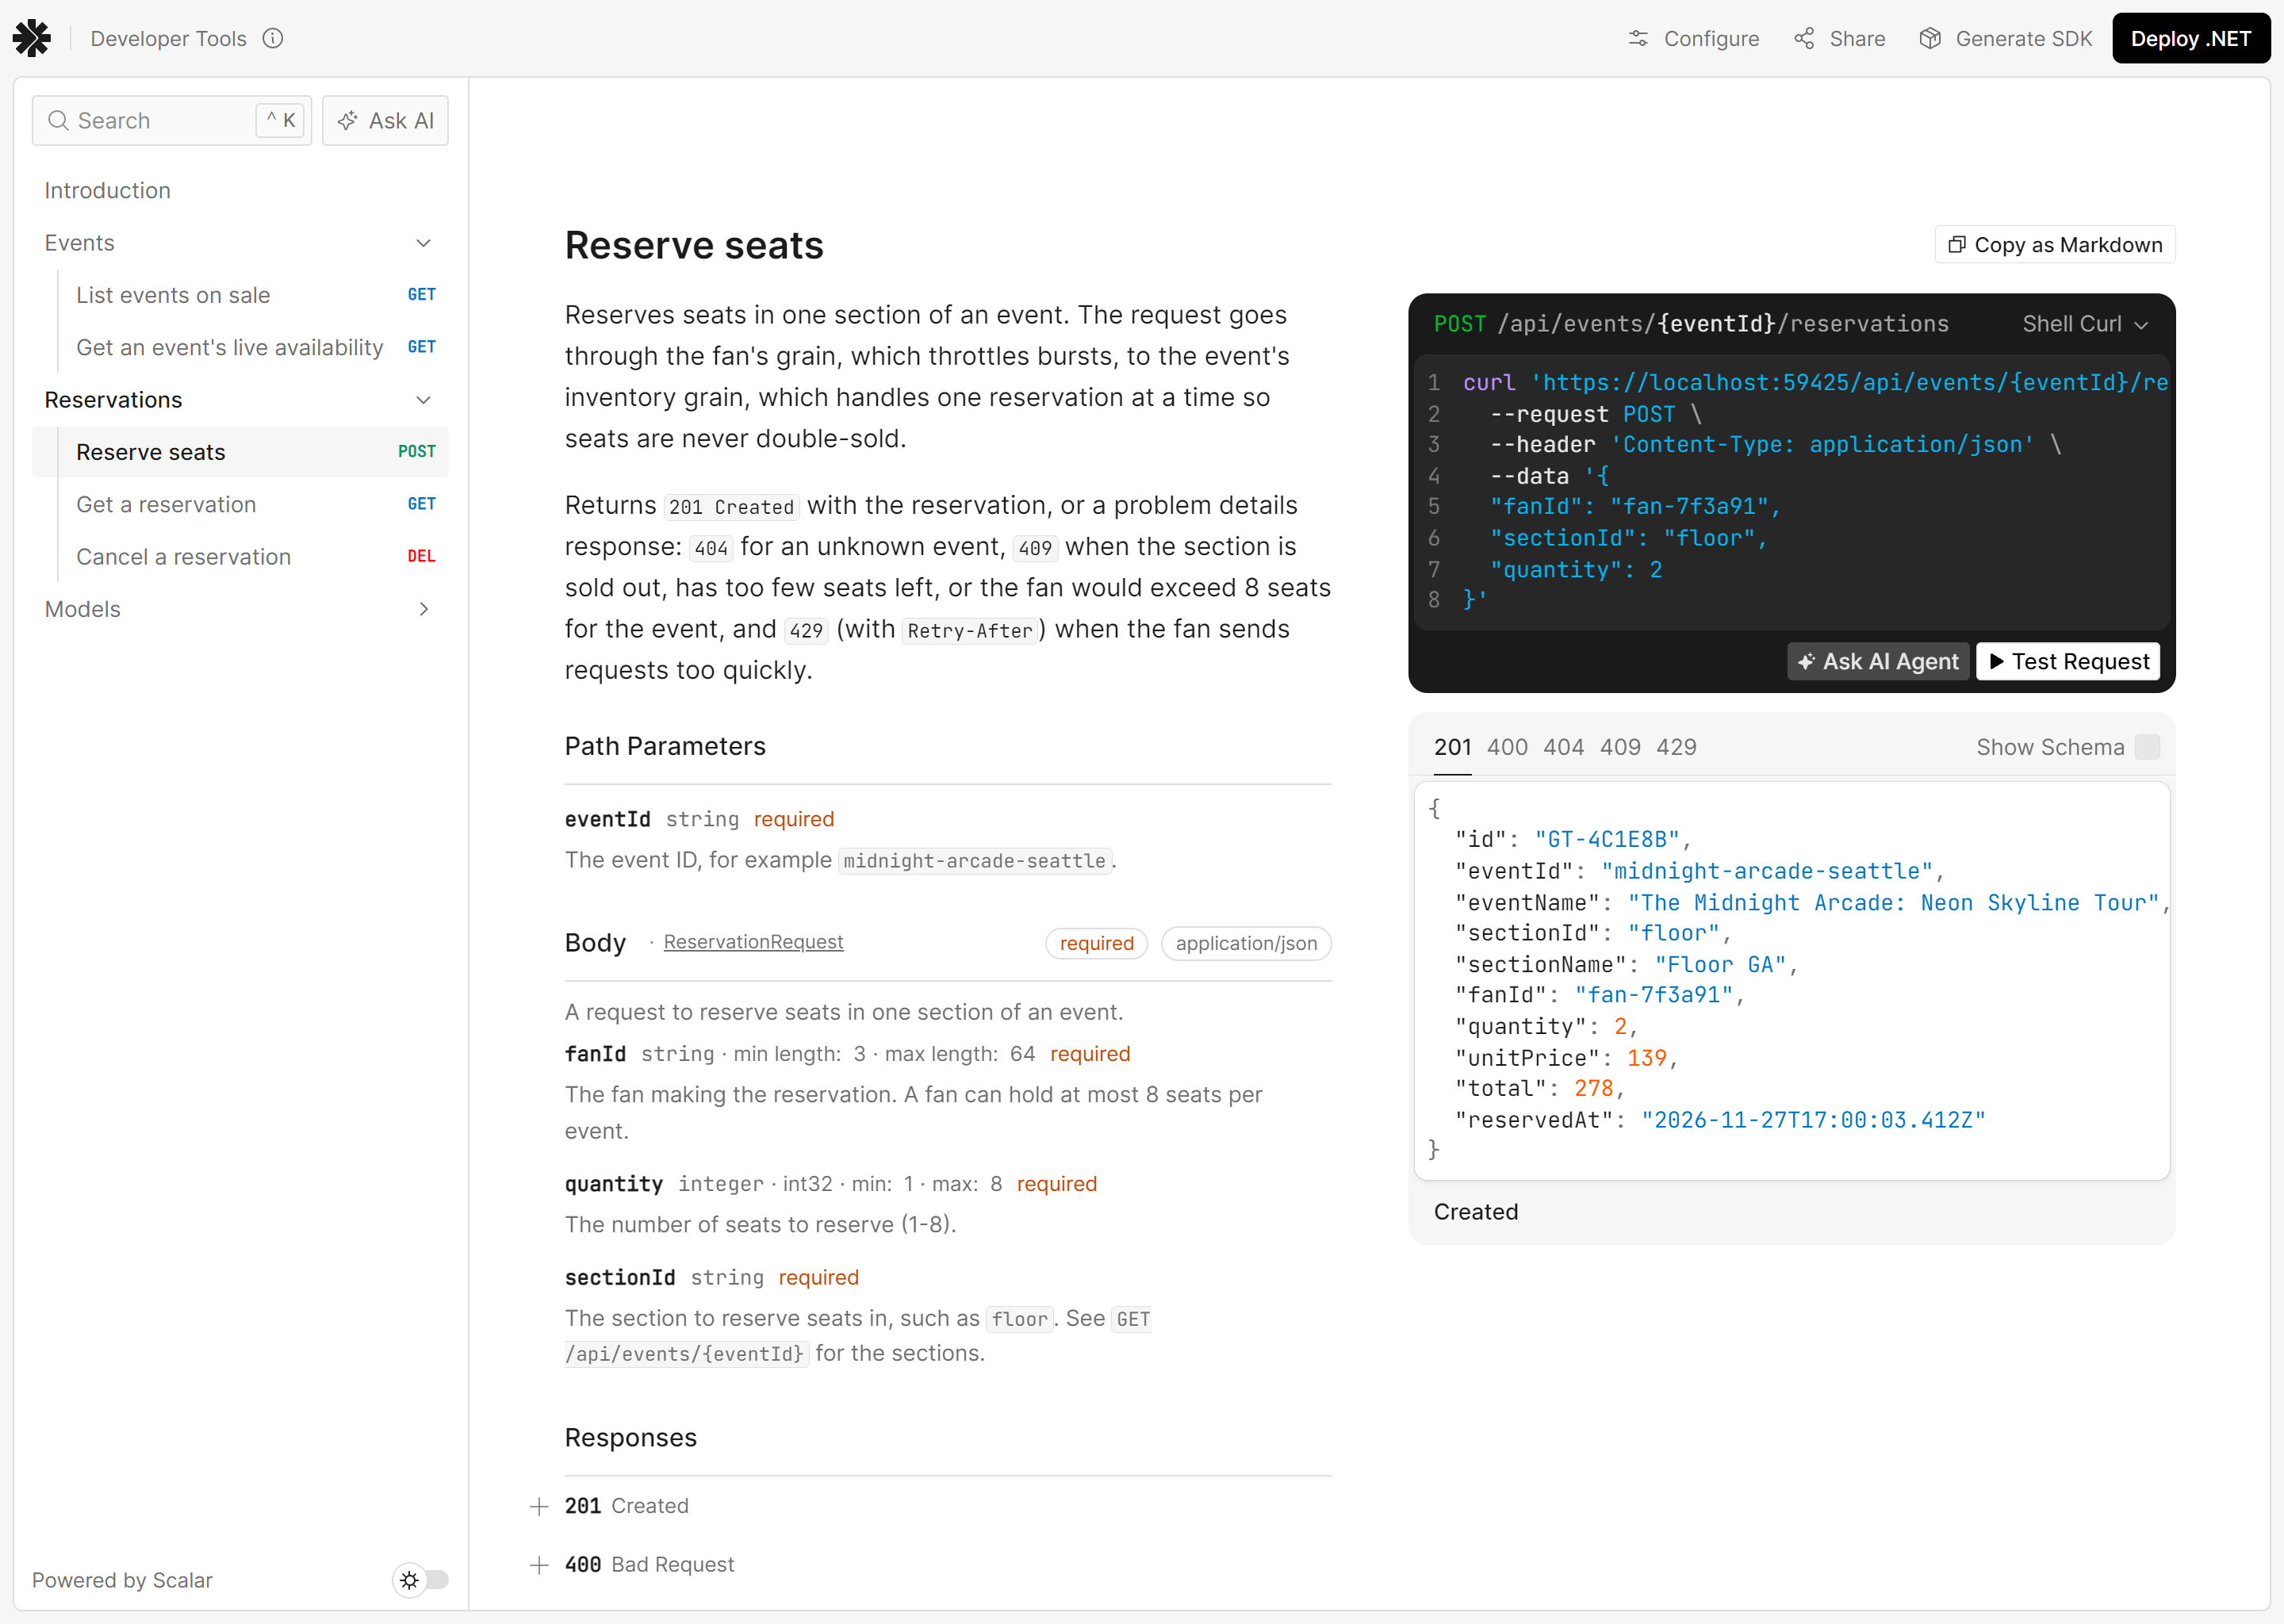 Developer Tools
Configure
Share
Generate SDK
Deploy .NET
Search
^ K
Ask AI
Introduction
Events
List events on sale GET
Get an event's live availability GET
Reservations
Reserve seats POST
Get a reservation GET
Cancel a reservation DEL
Models
Powered by Scalar
Reserve seats
Copy as Markdown
Reserves seats in one section of an event. The request goes
through the fan's grain, which throttles bursts, to the event's
inventory grain, which handles one reservation at a time so
seats are never double-sold.
Returns 201 Created with the reservation, or a problem details
response: 404 for an unknown event, 409 when the section is
sold out, has too few seats left, or the fan would exceed 8 seats
for the event, and 429 (with Retry-After) when the fan sends
requests too quickly.
Path Parameters
eventId string required
The event ID, for example midnight-arcade-seattle.
Body · ReservationRequest required application/json
A request to reserve seats in one section of an event.
fanId string · min length: 3 · max length: 64 required
The fan making the reservation. A fan can hold at most 8 seats per
event.
quantity integer · int32 · min: 1 · max: 8 required
The number of seats to reserve (1-8).
sectionId string required
The section to reserve seats in, such as floor. See GET
/api/events/{eventId} for the sections.
Responses
201 Created
400 Bad Request
POST /api/events/{eventId}/reservations Shell Curl
1 curl 'https://localhost:59425/api/events/{eventId}/re
2 --request POST \
3 --header 'Content-Type: application/json' \
4 --data '{
5 "fanId": "fan-7f3a91",
6 "sectionId": "floor",
7 "quantity": 2
8 }'
Ask AI Agent
Test Request
201 400 404 409 429 Show Schema
{
"id": "GT-4C1E8B",
"eventId": "midnight-arcade-seattle",
"eventName": "The Midnight Arcade: Neon Skyline Tour",
"sectionId": "floor",
"sectionName": "Floor GA",
"fanId": "fan-7f3a91",
"quantity": 2,
"unitPrice": 139,
"total": 278,
"reservedAt": "2026-11-27T17:00:03.412Z"
}
Created